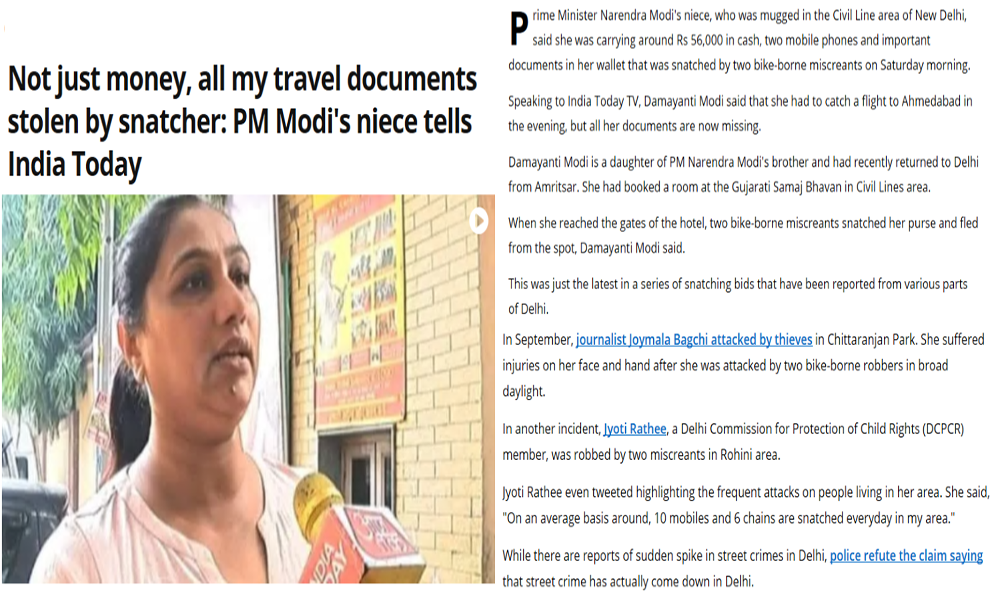 Not just money, all my travel documents
stolen by snatcher: PM Modi's niece tells
India Today
INDIA
TODAY
Prime Minister Narendra Modi's niece, who was mugged in the Civil Line area of New Delhi,
said she was carrying around Rs 56,000 in cash, two mobile phones and important
documents in her wallet that was snatched by two bike-borne miscreants on Saturday morning.
Speaking to India Today TV, Damayanti Modi said that she had to catch a flight to Ahmedabad in
the evening, but all her documents are now missing.
Damayanti Modi is a daughter of PM Narendra Modi's brother and had recently returned to Delhi
from Amritsar. She had booked a room at the Gujarati Samaj Bhavan in Civil Lines area.
When she reached the gates of the hotel, two bike-borne miscreants snatched her purse and fled
from the spot, Damayanti Modi said.
This was just the latest in a series of snatching bids that have been reported from various parts
of Delhi.
In September, journalist Joymala Bagchi attacked by thieves in Chittaranjan Park. She suffered
injuries on her face and hand after she was attacked by two bike-borne robbers in broad
daylight.
In another incident, Jyoti Rathee, a Delhi Commission for Protection of Child Rights (DCPCR)
member, was robbed by two miscreants in Rohini area.
Jyoti Rathee even tweeted highlighting the frequent attacks on people living in her area. She said,
"On an average basis around, 10 mobiles and 6 chains are snatched everyday in my area."
While there are reports of sudden spike in street crimes in Delhi, police refute the claim saying
that street crime has actually come down in Delhi.